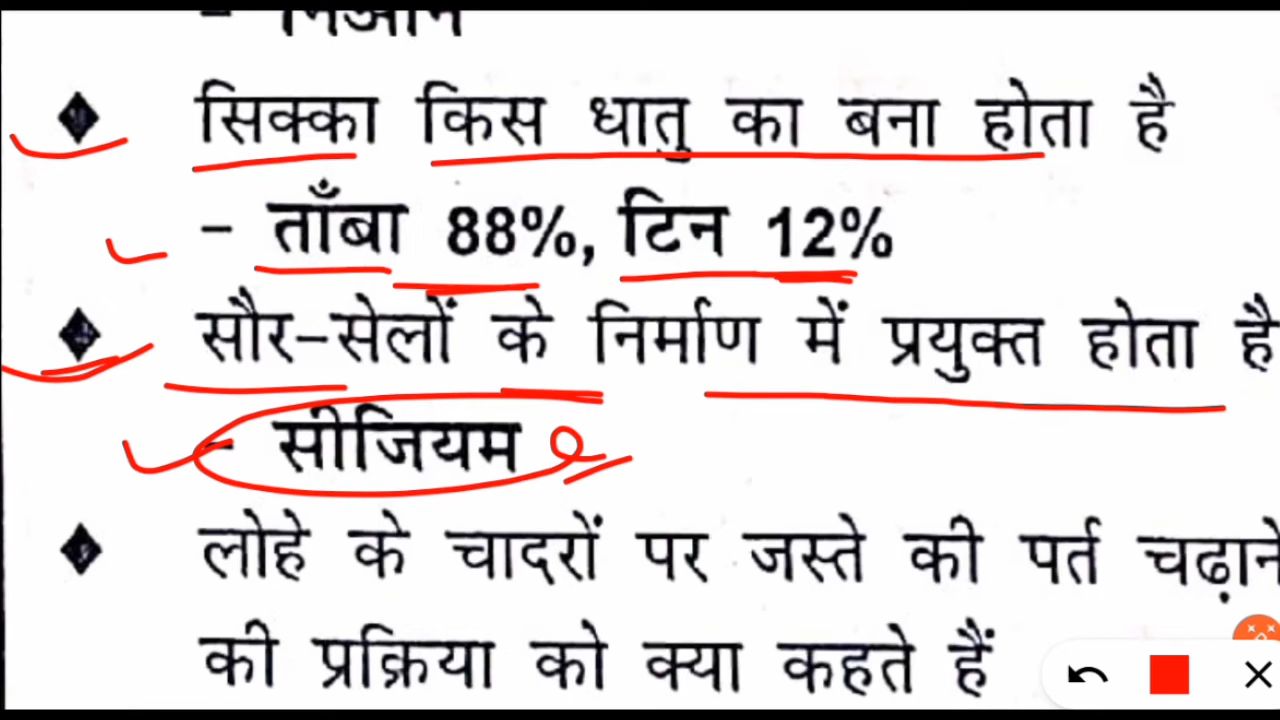 सिक्का किस धातु का बना होता है
- ताँबा 88%, टिन 12%
सौर-सेलों के निर्माण में प्रयुक्त होता है
- सीजियम
लोहे के चादरों पर जस्ते की पर्त चढ़ाने
की प्रक्रिया को क्या कहते हैं